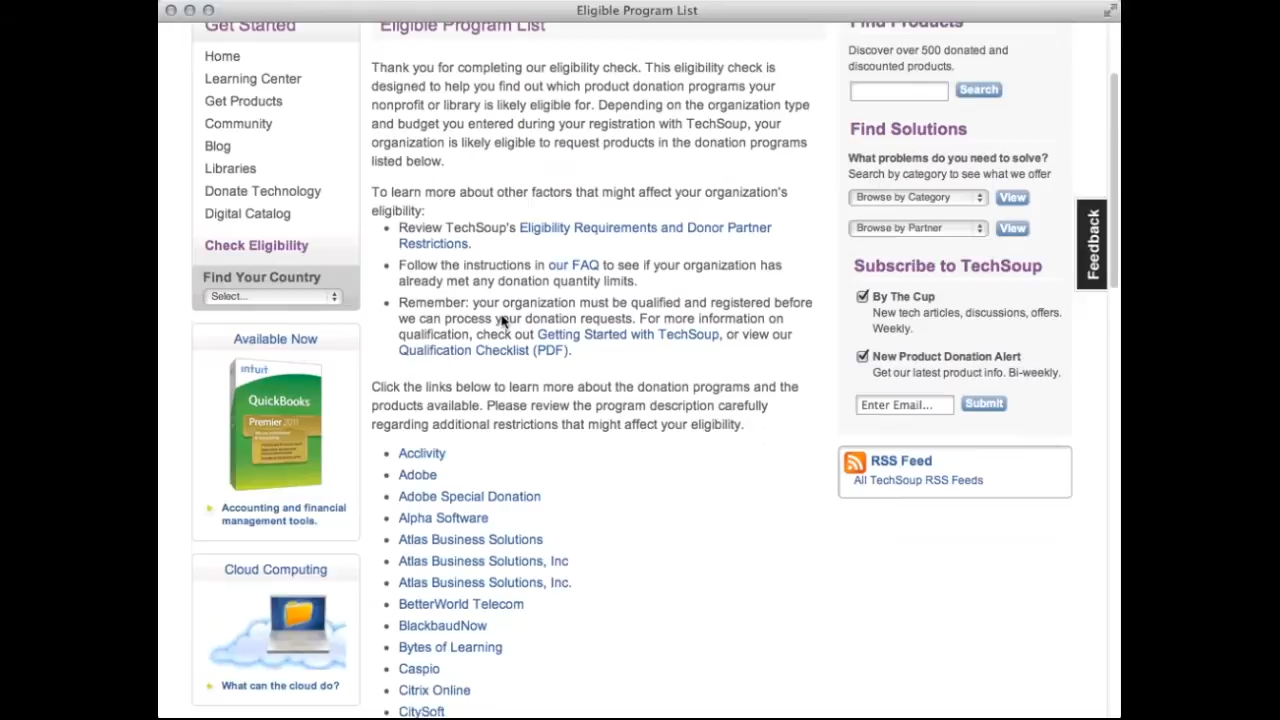 Eligible Program List
Get Started
Home
Learning Center
Get Products
Community
Blog
Libraries
Donate Technology
Digital Catalog
Check Eligibility
Find Your Country
Select...
Available Now
intuit
QuickBooks
Premier 2011
Accounting and financial
management tools.
Cloud Computing
What can the cloud do?
Eligible Program List
Thank you for completing our eligibility check. This eligibility check is
designed to help you find out which product donation programs your
nonprofit or library is likely eligible for. Depending on the organization type
and budget you entered during your registration with TechSoup, your
organization is likely eligible to request products in the donation programs
listed below.
To learn more about other factors that might affect your organization's
eligibility:
• Review TechSoup's Eligibility Requirements and Donor Partner
Restrictions.
• Follow the instructions in our FAQ to see if your organization has
already met any donation quantity limits.
• Remember: your organization must be qualified and registered before
we can process your donation requests. For more information on
qualification, check out Getting Started with TechSoup, or view our
Qualification Checklist (PDF).
Click the links below to learn more about the donation programs and the
products available. Please review the program description carefully
regarding additional restrictions that might affect your eligibility.
• Acclivity
• Adobe
• Adobe Special Donation
• Alpha Software
• Atlas Business Solutions
• Atlas Business Solutions, Inc
• Atlas Business Solutions, Inc.
• BetterWorld Telecom
• BlackbaudNow
• Bytes of Learning
• Caspio
• Citrix Online
• CitySoft
Find Products
Discover over 500 donated and
discounted products.
Search
Find Solutions
What problems do you need to solve?
Search by category to see what we offer
Browse by Category View
Browse by Partner View
Subscribe to TechSoup
By The Cup
New tech articles, discussions, offers.
Weekly.
New Product Donation Alert
Get our latest product info. Bi-weekly.
Enter Email... Submit
RSS Feed
All TechSoup RSS Feeds
Feedback